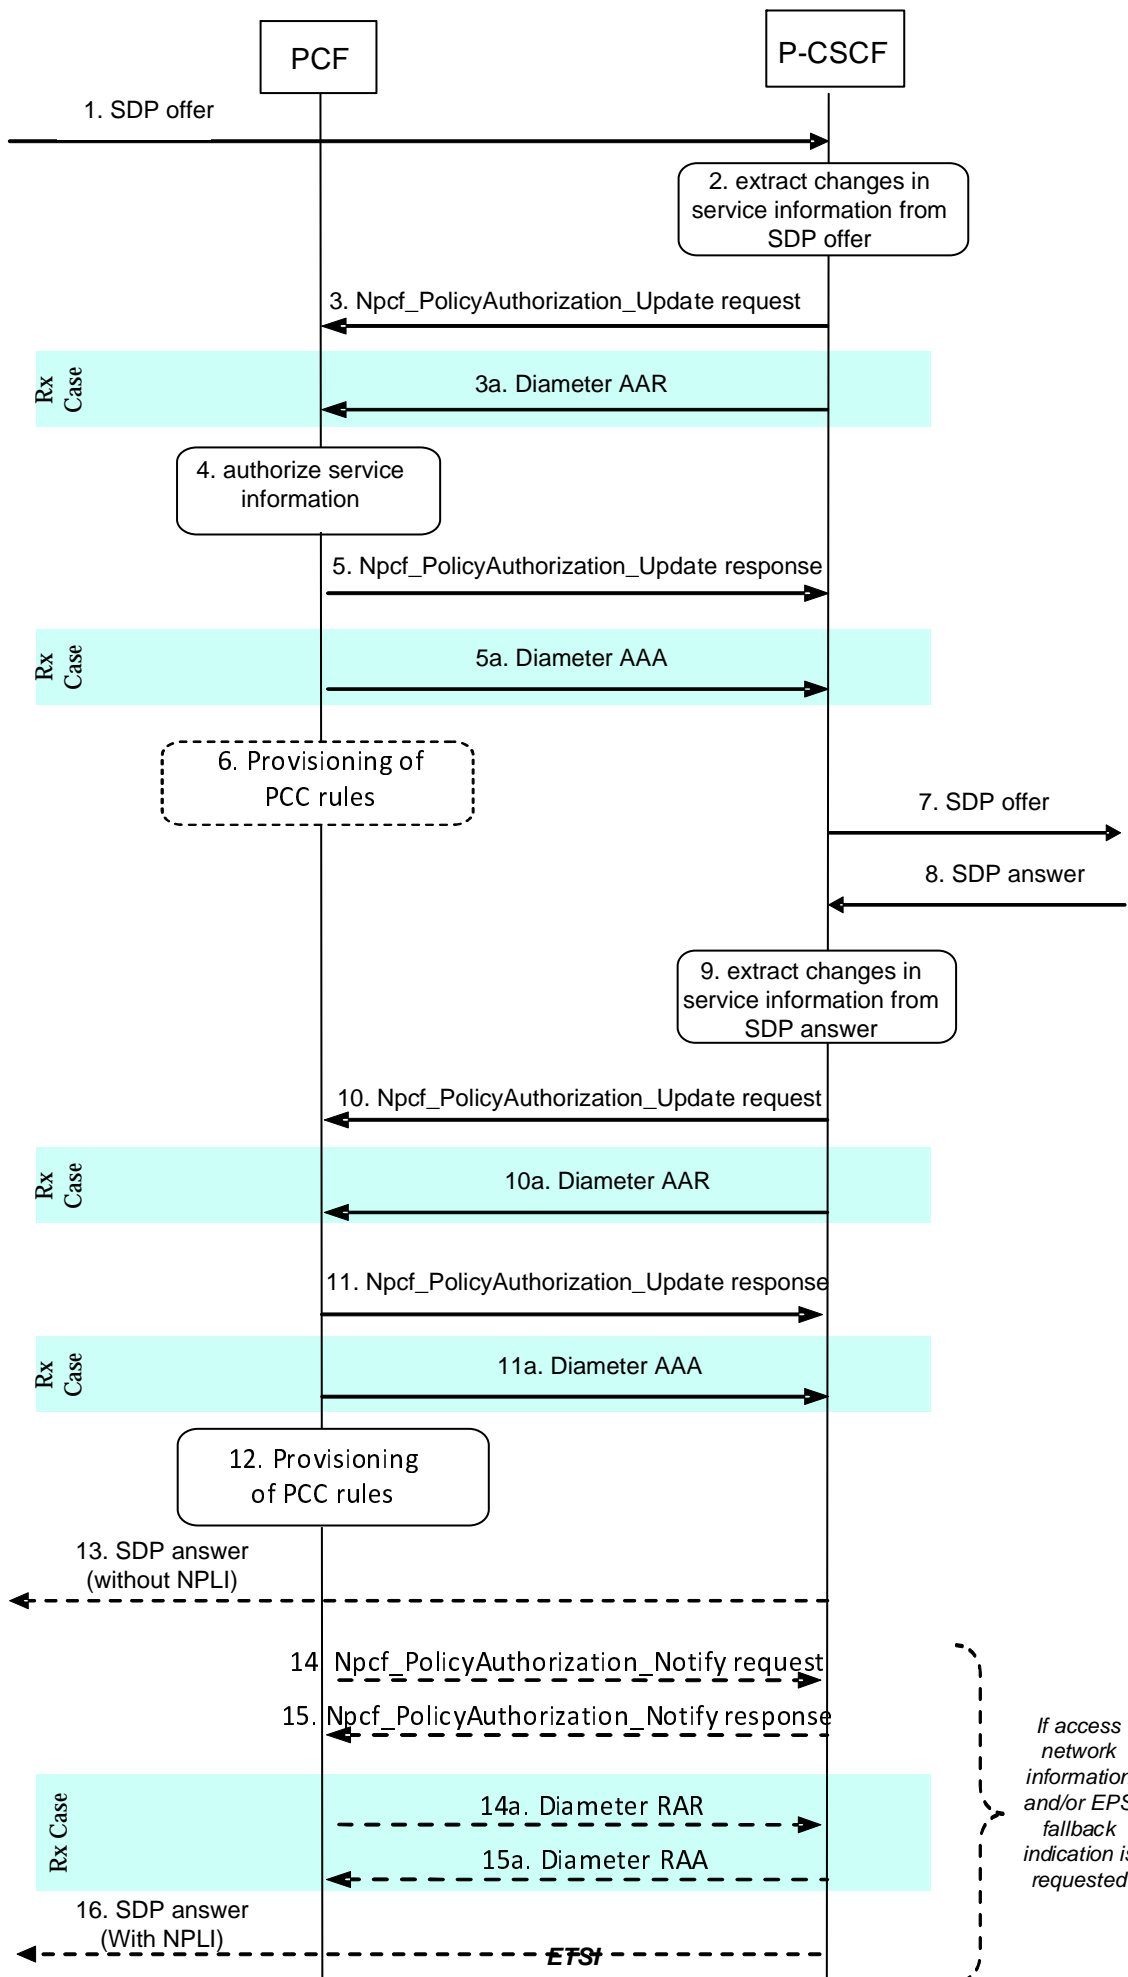 PCF
P-CSCF
1. SDP offer
2. extract changes in
service information from
SDP offer
3. Npcf_PolicyAuthorization_Update request
Rx
Case
3a. Diameter AAR
4. authorize service
information
5. Npcf_PolicyAuthorization_Update response
Rx
Case
5a. Diameter AAA
6. Provisioning of
PCC rules
7. SDP offer
8. SDP answer
9. extract changes in
service information from
SDP answer
10. Npcf_PolicyAuthorization_Update request
Rx
Case
10a. Diameter AAR
11. Npcf_PolicyAuthorization_Update response
Rx
Case
11a. Diameter AAA
12. Provisioning
of PCC rules
13. SDP answer
(without NPLI)
14 Npcf_PolicyAuthorization_Notify request
15. Npcf_PolicyAuthorization_Notify response
If access
network
information
and/or EPS
fallback
indication is
requested
Rx Case
14a. Diameter RAR
15a. Diameter RAA
16. SDP answer
(With NPLI)
ETSI